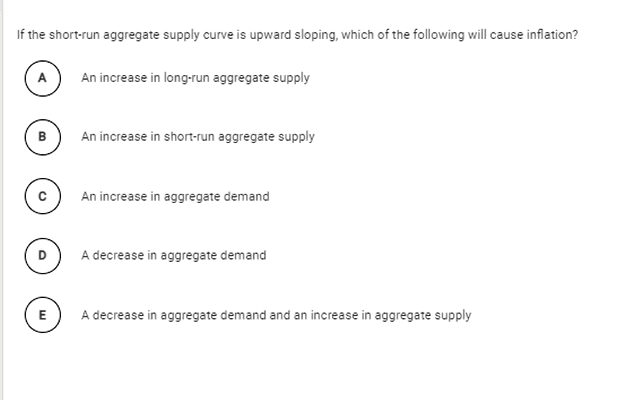 If the short-run aggregate supply curve is upward sloping, which of the following will cause inflation?
A An increase in long-run aggregate supply
B An increase in short-run aggregate supply
C An increase in aggregate demand
D A decrease in aggregate demand
E A decrease in aggregate demand and an increase in aggregate supply